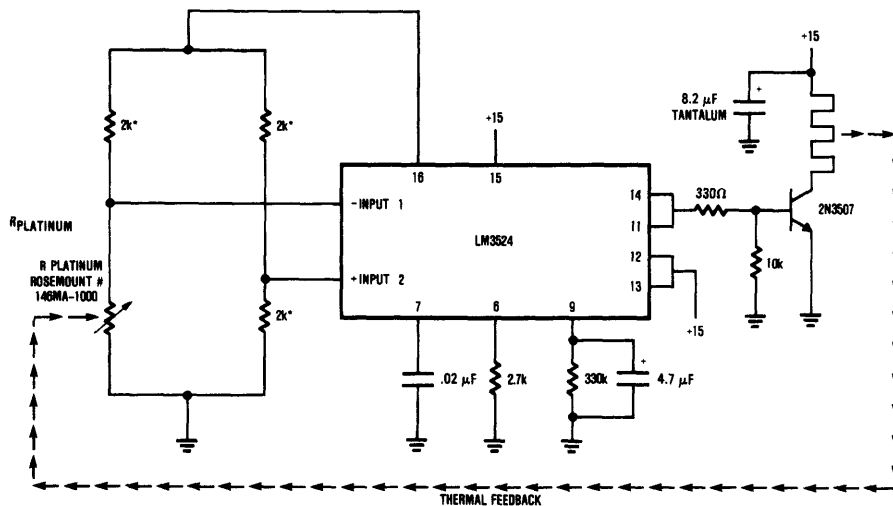 +15
8.2 µF
TANTALUM
2k*
2k*
+15
16
15
–INPUT 1
14
330Ω
2N3507
RPLATINUM
LM3524
11
R PLATINUM
ROSEMOUNT #
146MA–1000
+INPUT 2
12
10k
13
2k*
7
6
9
+15
.02 µF
2.7k
330k
4.7 µF
THERMAL FEEDBACK